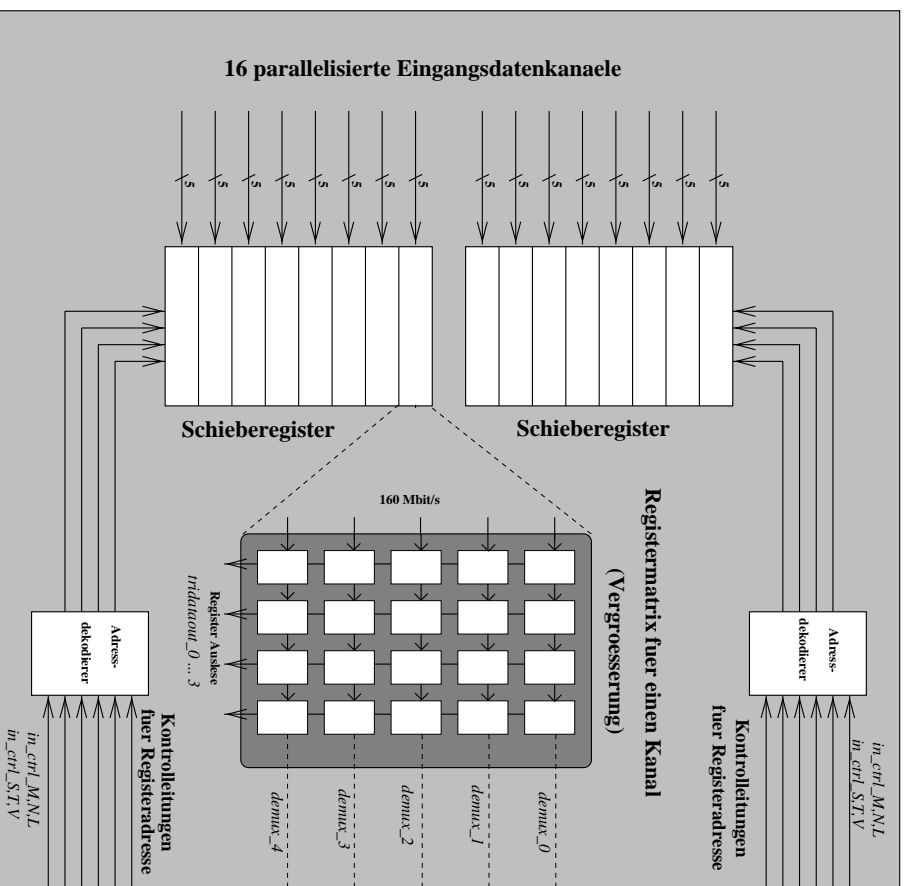 16 parallelisierte Eingangsdatenkanaele
5 5 5 5 5 5 5 5 5 5 5 5 5 5 5 5
Schieberegister
Schieberegister
160 Mbit/s
Registermatrix fuer einen Kanal
(Vergroesserung)
Register Auslese
tridataout_0 ... 3
demux_4
demux_3
demux_2
demux_1
demux_0
Adress-
dekodierer
Kontrolleitungen
fuer Registeradresse
in_ctrl_M,N,L
in_ctrl_S,T,V
Adress-
dekodierer
Kontrolleitungen
fuer Registeradresse
in_ctrl_M,N,L
in_ctrl_S,T,V